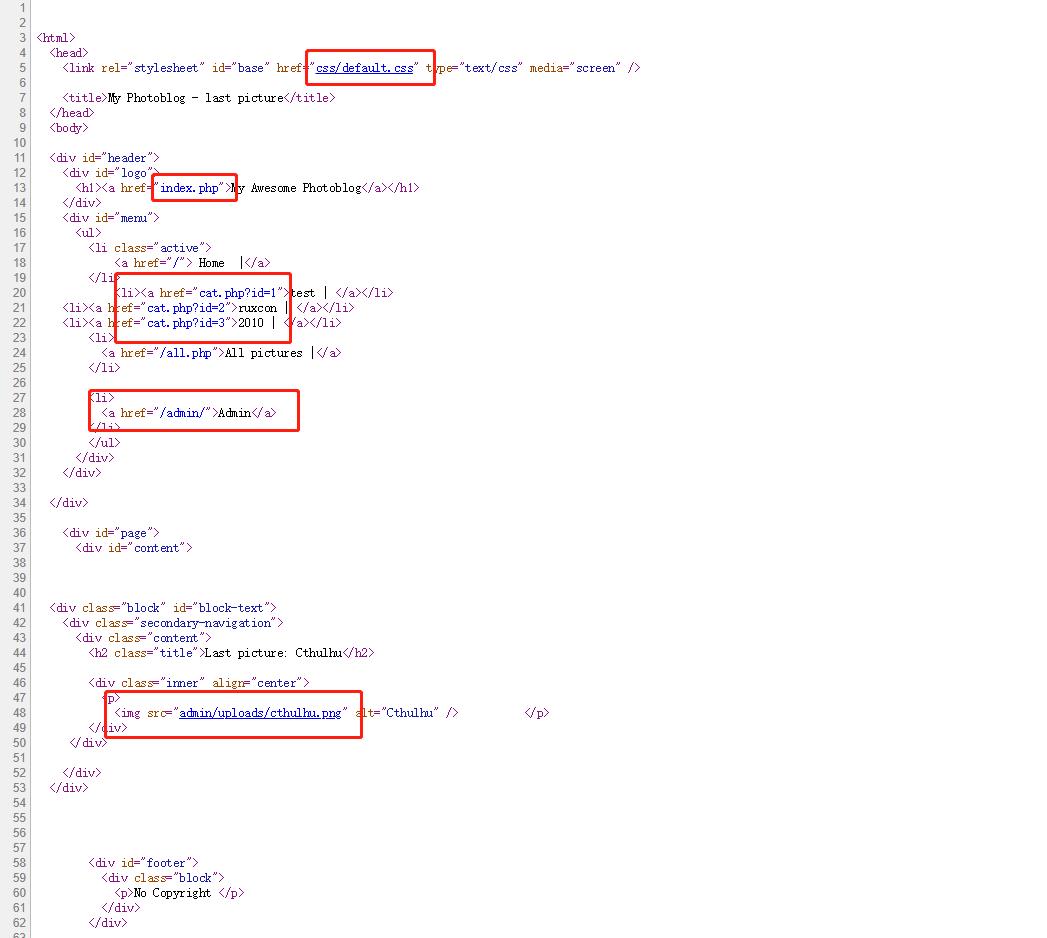 1
2
3 <html>
4 <head>
5 <link rel="stylesheet" id="base" href="css/default.css" type="text/css" media="screen" />
6
7 <title>My Photoblog - last picture</title>
8 </head>
9 <body>
10
11 <div id="header">
12 <div id="logo">
13 <h1><a href="index.php">My Awesome Photoblog</a></h1>
14 </div>
15 <div id="menu">
16 <ul>
17 <li class="active">
18 <a href="/"> Home |</a>
19 </li>
20 <li><a href="cat.php?id=1">test | </a></li>
21 <li><a href="cat.php?id=2">ruxcon | </a></li>
22 <li><a href="cat.php?id=3">2010 | </a></li>
23 <li>
24 <a href="/all.php">All pictures |</a>
25 </li>
26
27 <li>
28 <a href="/admin/">Admin</a>
29 </li>
30 </ul>
31 </div>
32 </div>
33
34 </div>
35
36 <div id="page">
37 <div id="content">
38
39
40
41 <div class="block" id="block-text">
42 <div class="secondary-navigation">
43 <div class="content">
44 <h2 class="title">Last picture: Cthulhu</h2>
45
46 <div class="inner" align="center">
47 <p>
48 <img src="admin/uploads/cthulhu.png" alt="Cthulhu" /> </p>
49 </div>
50 </div>
51
52 </div>
53 </div>
54
55
56
57
58 <div id="footer">
59 <div class="block">
60 <p>No Copyright </p>
61 </div>
62 </div>